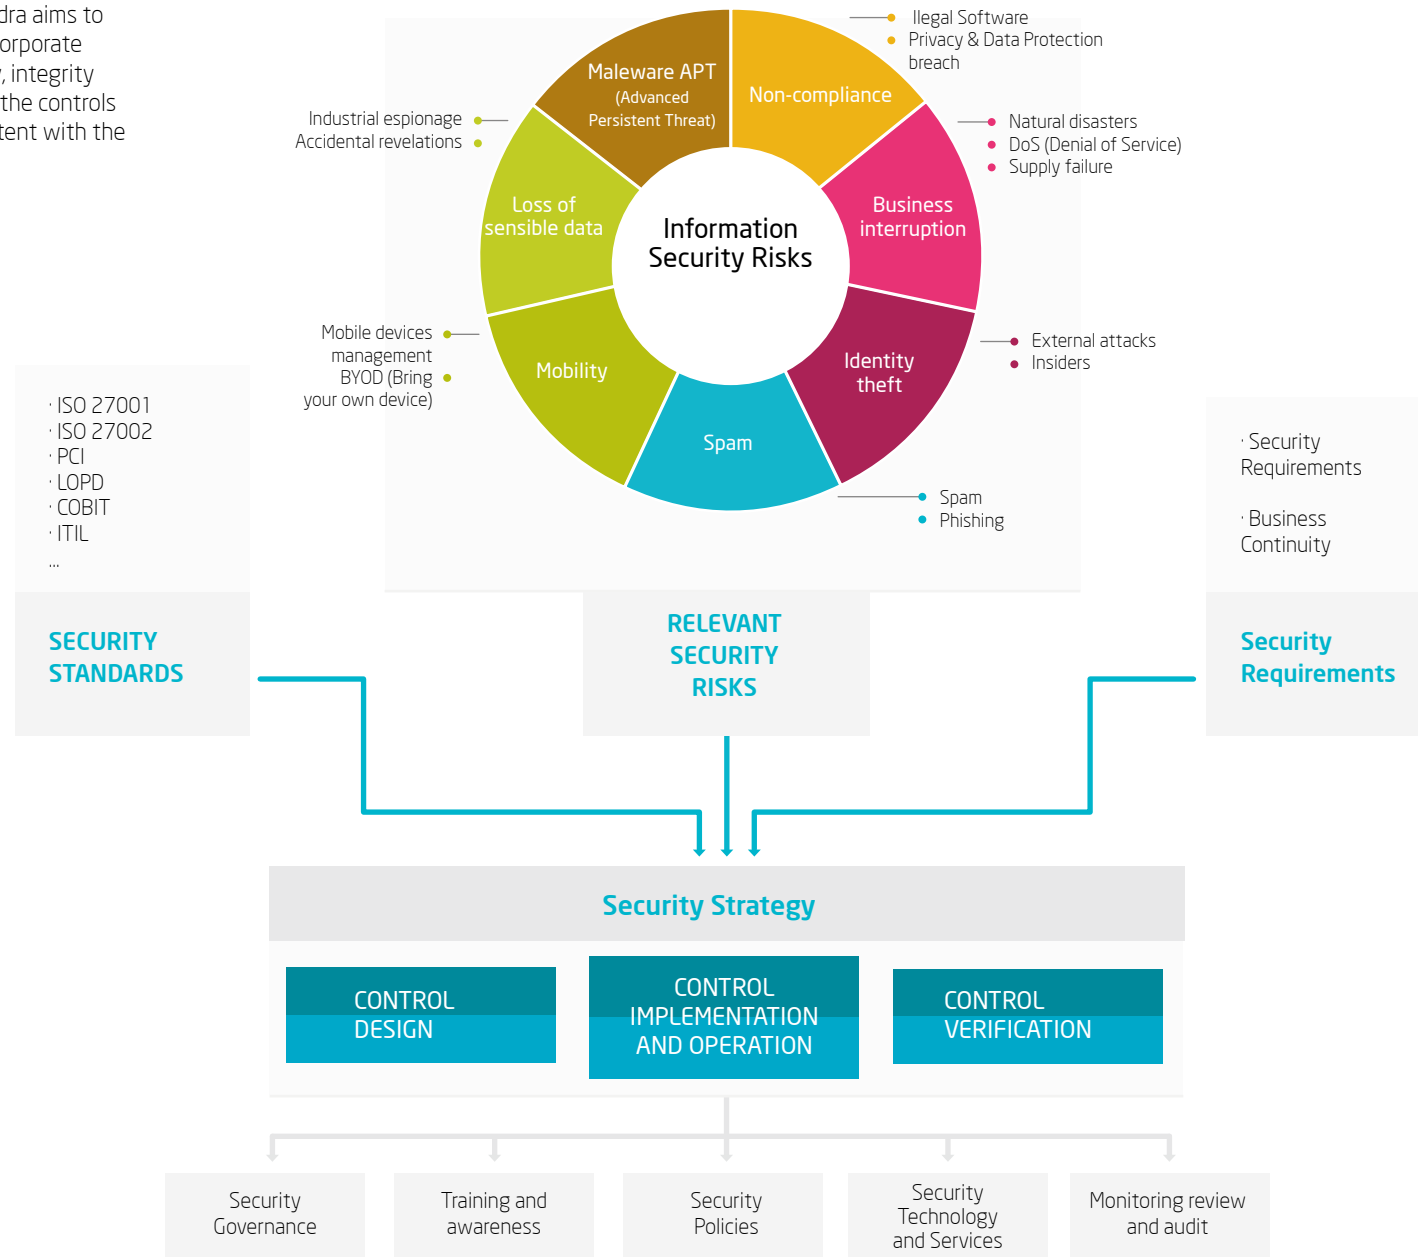 dra aims to
orporate
, integrity
the controls
tent with the
Ilegal Software
Privacy & Data Protection
breach
Maleware APT
(Advanced
Persistent Threat)
Non-compliance
Industrial espionage
Accidental revelations
Natural disasters
DoS (Denial of Service)
Supply failure
Loss of
sensible data
Business
interruption
Information
Security Risks
Mobile devices
management
BYOD (Bring
your own device)
Mobility
Identity
theft
External attacks
Insiders
Spam
Spam
Phishing
· ISO 27001
· ISO 27002
· PCI
· LOPD
· COBIT
· ITIL
...
· Security
Requirements
· Business
Continuity
SECURITY
STANDARDS
RELEVANT
SECURITY
RISKS
Security
Requirements
Security Strategy
CONTROL
DESIGN
CONTROL
IMPLEMENTATION
AND OPERATION
CONTROL
VERIFICATION
Security
Governance
Training and
awareness
Security
Policies
Security
Technology
and Services
Monitoring review
and audit